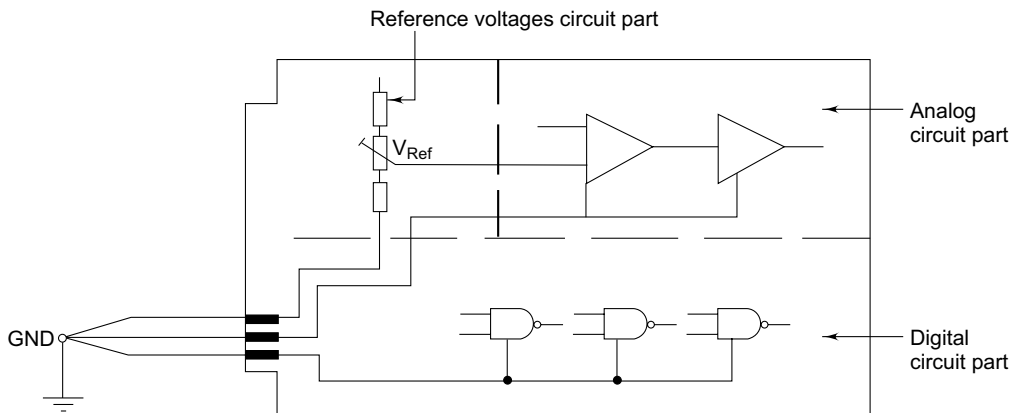 Reference voltages circuit part
V_Ref
Analog
circuit part
GND
Digital
circuit part